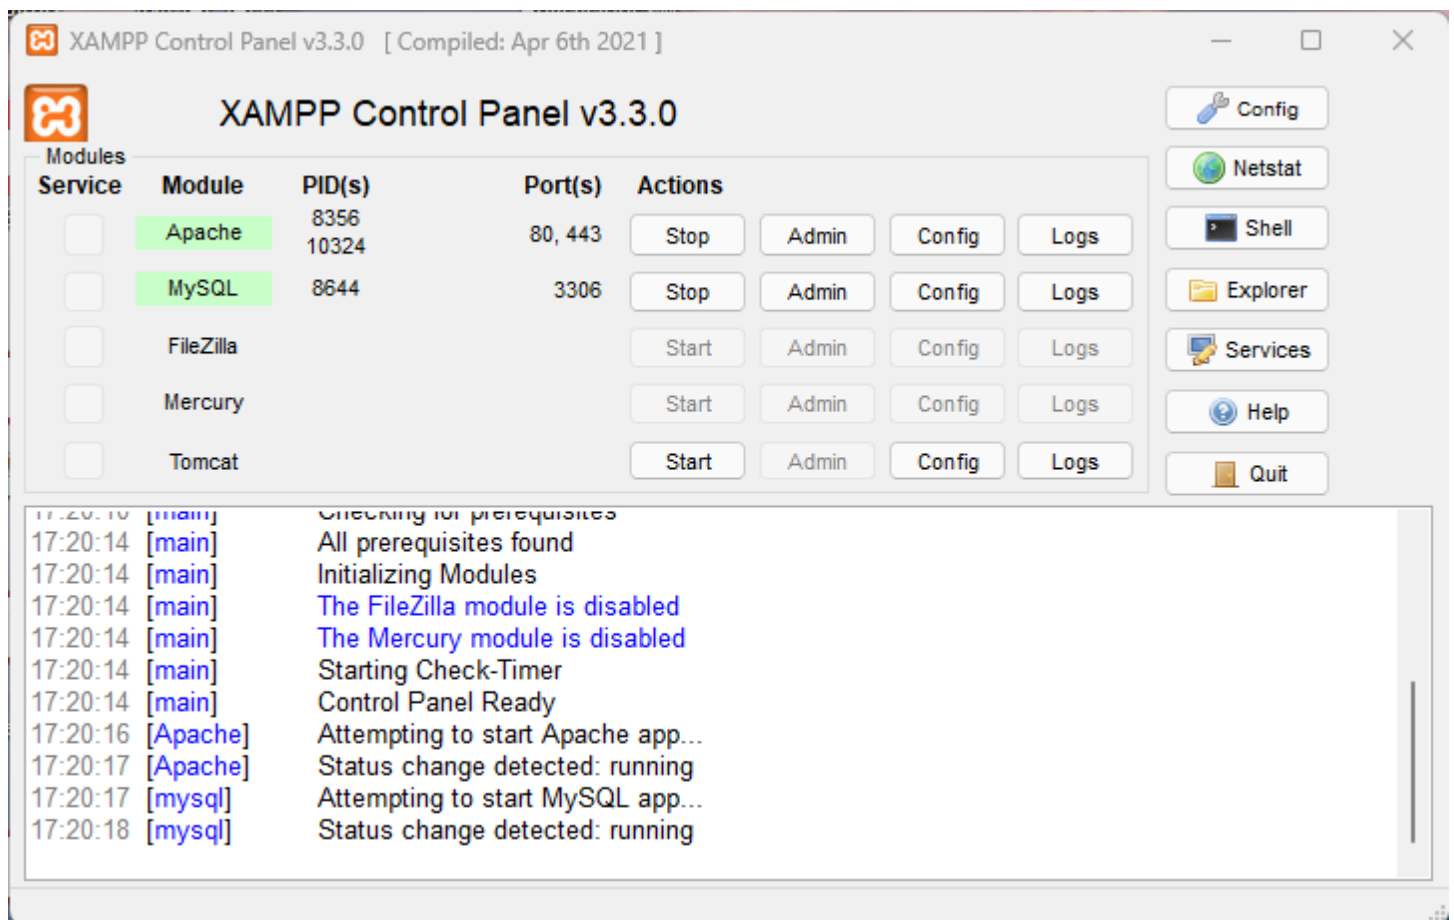 XAMPP Control Panel v3.3.0 [ Compiled: Apr 6th 2021 ]
XAMPP Control Panel v3.3.0
Config
Modules
Netstat
Service Module PID(s) Port(s) Actions
Apache 8356 10324 80, 443 Stop Admin Config Logs
Shell
MySQL 8644 3306 Stop Admin Config Logs
Explorer
FileZilla Start Admin Config Logs
Services
Mercury Start Admin Config Logs
Help
Tomcat Start Admin Config Logs
Quit
[main] Checking for prerequisites
17:20:14 [main] All prerequisites found
17:20:14 [main] Initializing Modules
17:20:14 [main] The FileZilla module is disabled
17:20:14 [main] The Mercury module is disabled
17:20:14 [main] Starting Check-Timer
17:20:14 [main] Control Panel Ready
17:20:16 [Apache] Attempting to start Apache app...
17:20:17 [Apache] Status change detected: running
17:20:17 [mysql] Attempting to start MySQL app...
17:20:18 [mysql] Status change detected: running